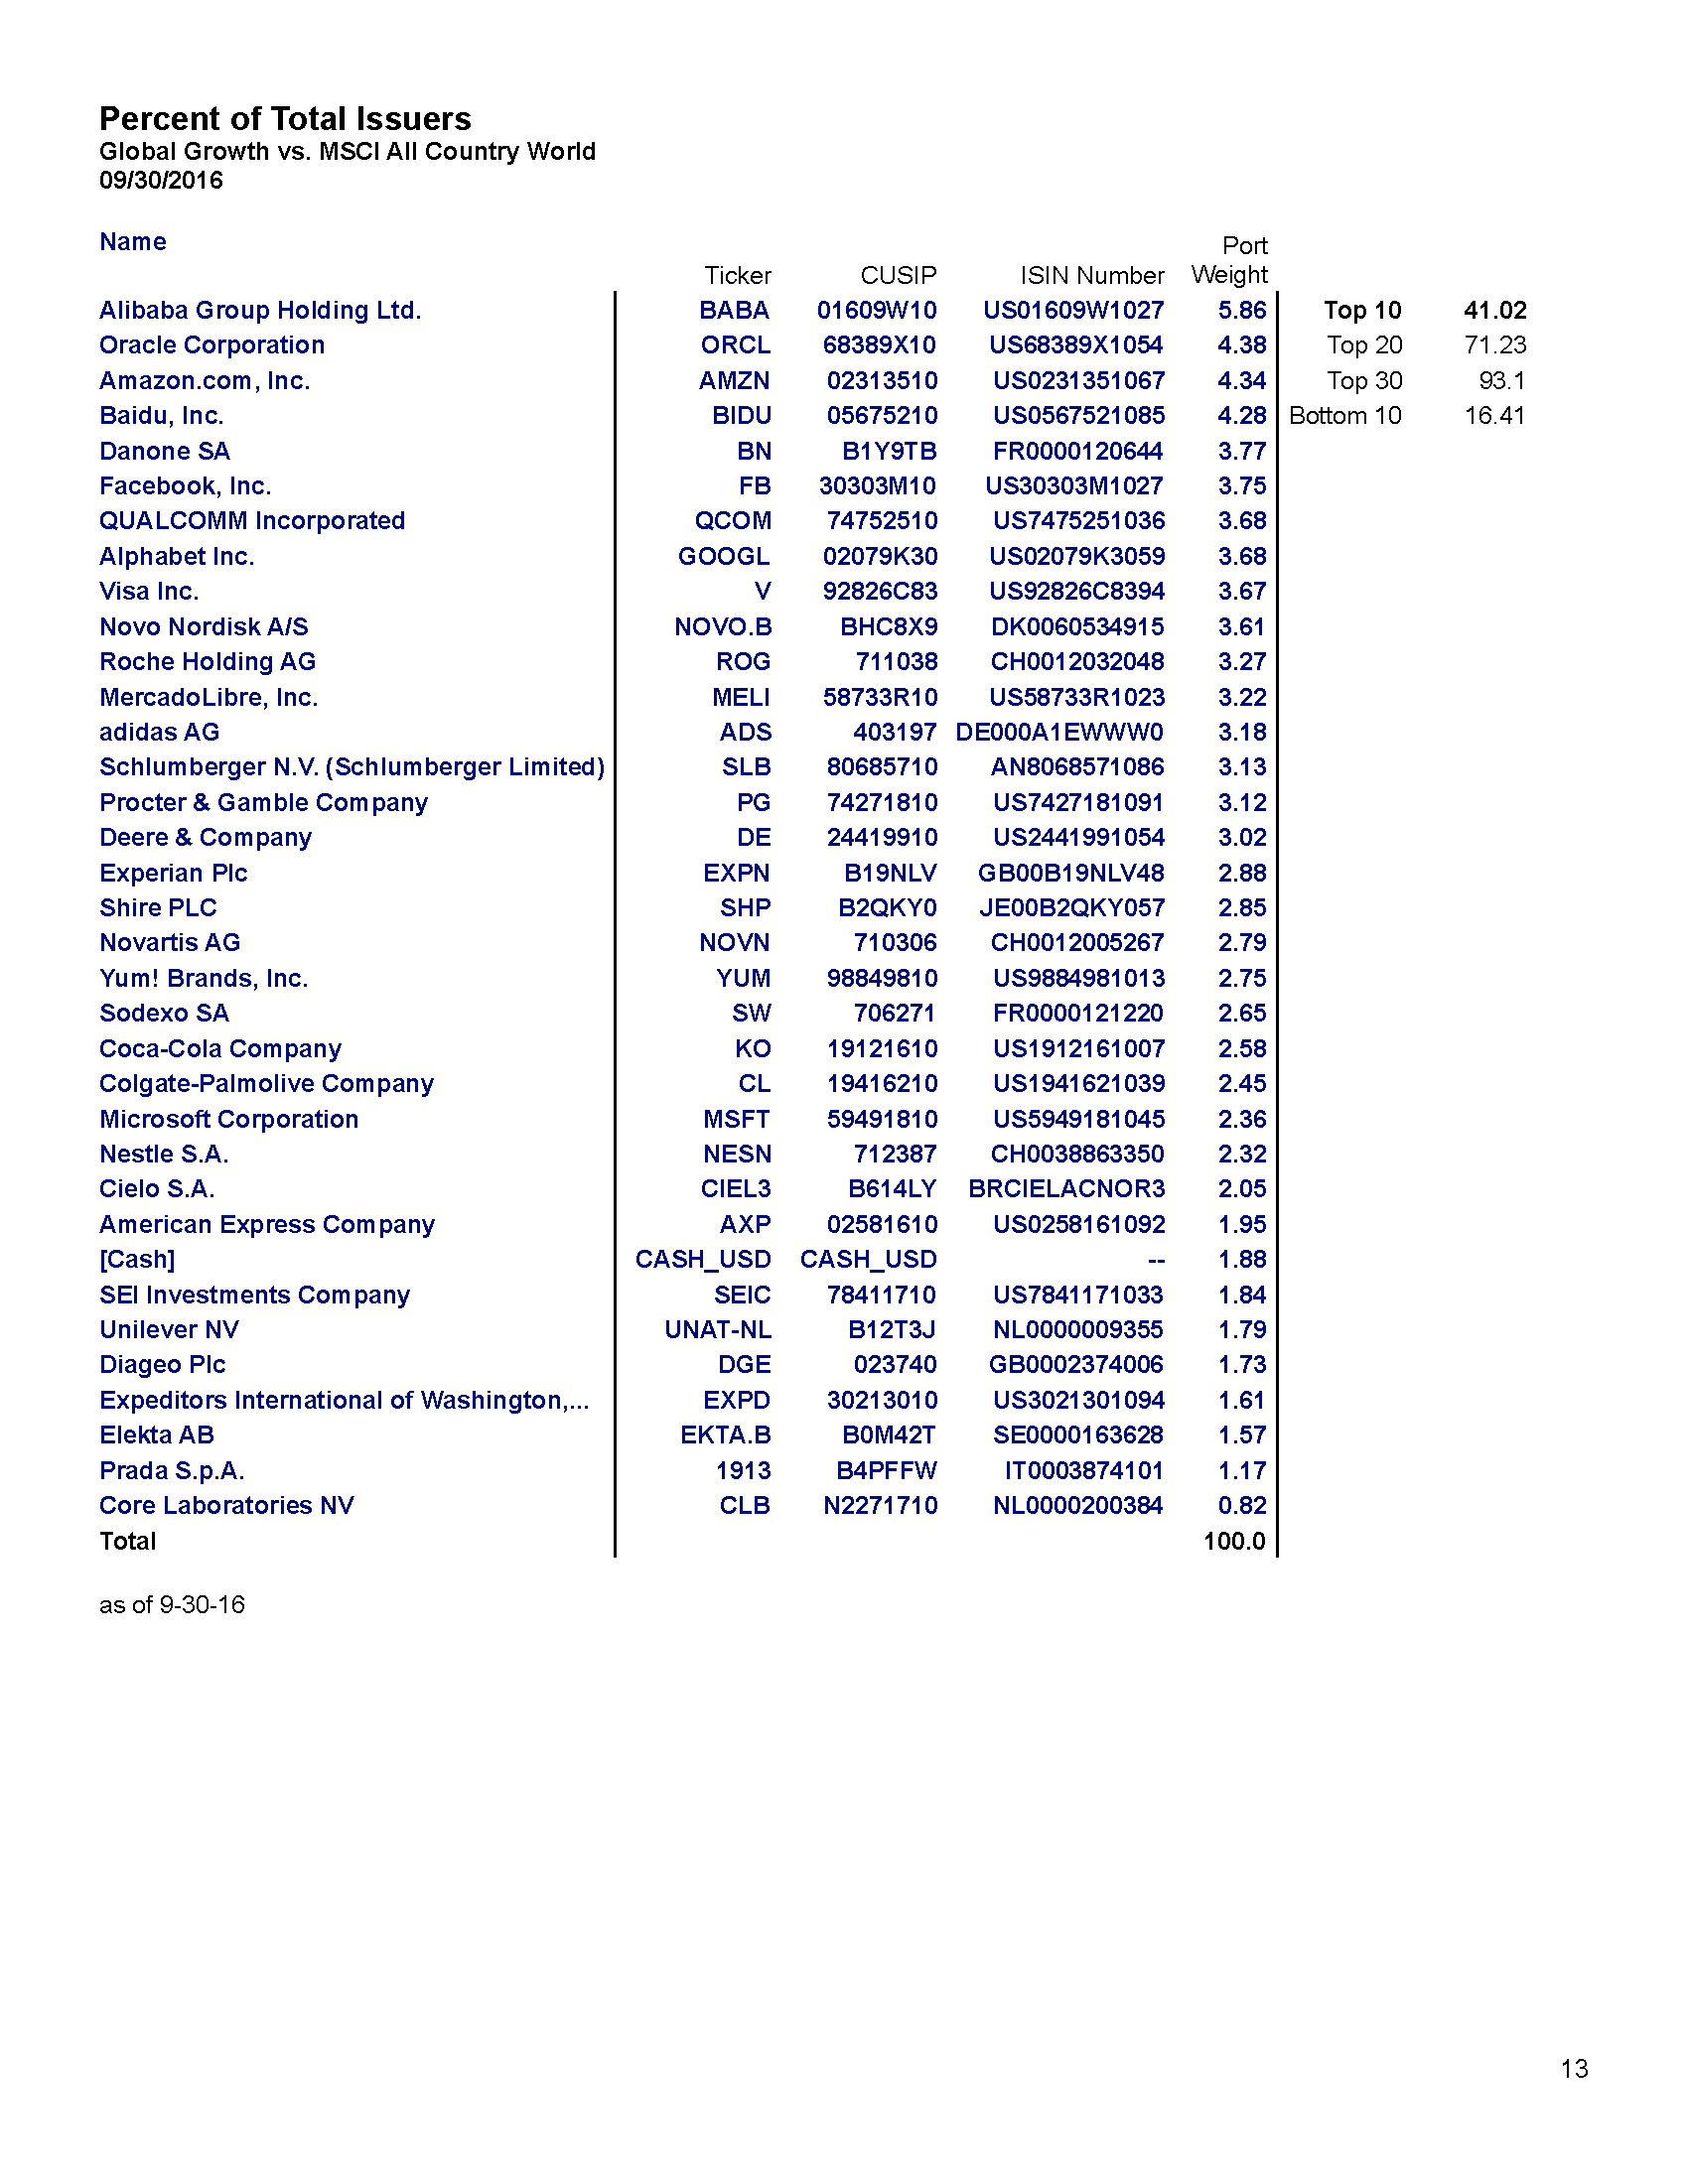 Percent of Total Issuers
Global Growth vs. MSCI All Country World
09/30/2016
Name Ticker CUSIP ISIN Number Port Weight
Alibaba Group Holding Ltd. BABA 01609W10 US01609W1027 5.86 Top 10 41.02
Oracle Corporation ORCL 68389X10 US68389X1054 4.38 Top 20 71.23
Amazon.com, Inc. AMZN 02313510 US0231351067 4.34 Top 30 93.1
Baidu, Inc. BIDU 05675210 US0567521085 4.28 Bottom 10 16.41
Danone SA BN B1Y9TB FR0000120644 3.77
Facebook, Inc. FB 30303M10 US30303M1027 3.75
QUALCOMM Incorporated QCOM 74752510 US7475251036 3.68
Alphabet Inc. GOOGL 02079K30 US02079K3059 3.68
Visa Inc. V 92826C83 US92826C8394 3.67
Novo Nordisk A/S NOVO.B BHC8X9 DK0060534915 3.61
Roche Holding AG ROG 711038 CH0012032048 3.27
MercadoLibre, Inc. MELI 58733R10 US58733R1023 3.22
adidas AG ADS 403197 DE000A1EWWW0 3.18
Schlumberger N.V. (Schlumberger Limited) SLB 80685710 AN8068571086 3.13
Procter & Gamble Company PG 74271810 US7427181091 3.12
Deere & Company DE 24419910 US2441991054 3.02
Experian Plc EXPN B19NLV GB00B19NLV48 2.88
Shire PLC SHP B2QKY0 JE00B2QKY057 2.85
Novartis AG NOVN 710306 CH0012005267 2.79
Yum! Brands, Inc. YUM 98849810 US9884981013 2.75
Sodexo SA SW 706271 FR0000121220 2.65
Coca-Cola Company KO 19121610 US1912161007 2.58
Colgate-Palmolive Company CL 19416210 US1941621039 2.45
Microsoft Corporation MSFT 59491810 US5949181045 2.36
Nestle S.A. NESN 712387 CH0038863350 2.32
Cielo S.A. CIEL3 B614LY BRCIELACNOR3 2.05
American Express Company AXP 02581610 US0258161092 1.95
[Cash] CASH_USD CASH_USD -- 1.88
SEI Investments Company SEIC 78411710 US7841171033 1.84
Unilever NV UNAT-NL B12T3J NL0000009355 1.79
Diageo Plc DGE 023740 GB0002374006 1.73
Expeditors International of Washington,... EXPD 30213010 US3021301094 1.61
Elekta AB EKTA.B B0M42T SE0000163628 1.57
Prada S.p.A. 1913 B4PFFW IT0003874101 1.17
Core Laboratories NV CLB N2271710 NL0000200384 0.82
Total 100.0
as of 9-30-16
13